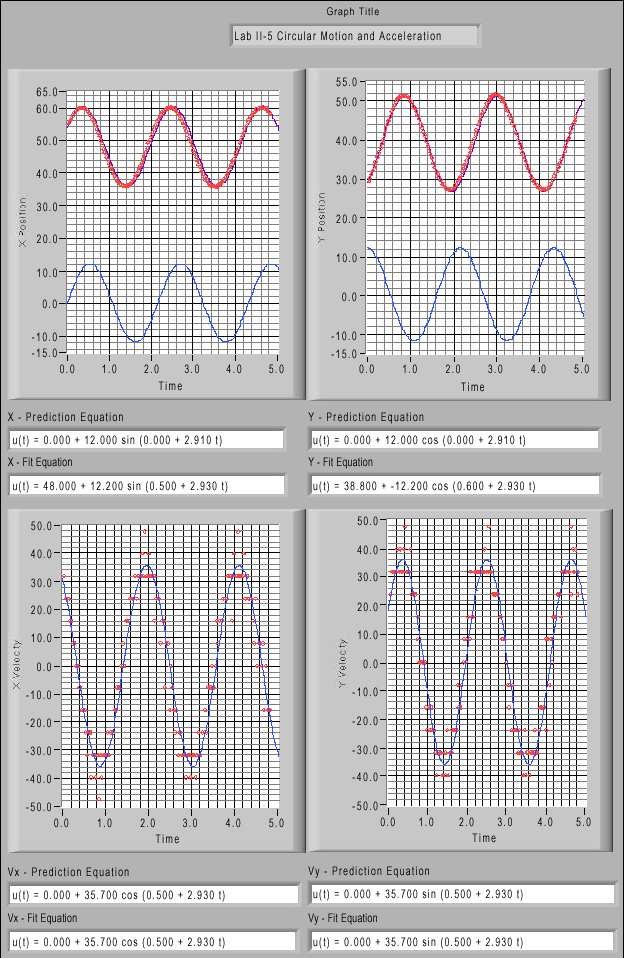 Graph Title
Lab II-5 Circular Motion and Acceleration
65.0
60.0
50.0
40.0
30.0
20.0
10.0
0.0
-10.0
-15.0
X Position
0.0 1.0 2.0 3.0 4.0 5.0
Time
55.0
50.0
40.0
30.0
20.0
10.0
0.0
-10.0
-15.0
Y Position
0.0 1.0 2.0 3.0 4.0 5.0
Time
X - Prediction Equation
u(t) = 0.000 + 12.000 sin (0.000 + 2.910 t)
X - Fit Equation
u(t) = 48.000 + 12.200 sin (0.500 + 2.930 t)
Y - Prediction Equation
u(t) = 0.000 + 12.000 cos (0.000 + 2.910 t)
Y - Fit Equation
u(t) = 38.800 + -12.200 cos (0.600 + 2.930 t)
50.0
40.0
30.0
20.0
10.0
0.0
-10.0
-20.0
-30.0
-40.0
-50.0
X Velocity
0.0 1.0 2.0 3.0 4.0 5.0
Time
50.0
40.0
30.0
20.0
10.0
0.0
-10.0
-20.0
-30.0
-40.0
-50.0
Y Velocity
0.0 1.0 2.0 3.0 4.0 5.0
Time
Vx - Prediction Equation
u(t) = 0.000 + 35.700 cos (0.500 + 2.930 t)
Vx - Fit Equation
u(t) = 0.000 + 35.700 cos (0.500 + 2.930 t)
Vy - Prediction Equation
u(t) = 0.000 + 35.700 sin (0.500 + 2.930 t)
Vy - Fit Equation
u(t) = 0.000 + 35.700 sin (0.500 + 2.930 t)